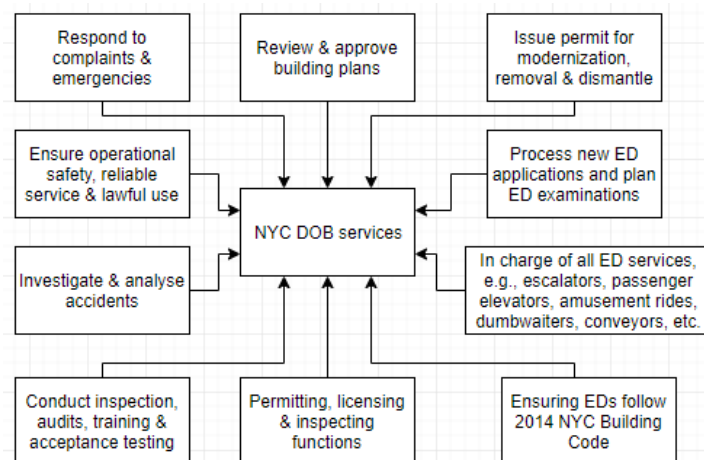 Respond to
complaints &
emergencies
Review & approve
building plans
Issue permit for
modernization,
removal & dismantle
Ensure operational
safety, reliable
service & lawful use
Process new ED
applications and plan
ED examinations
NYC DOB services
Investigate & analyse
accidents
In charge of all ED services,
e.g., escalators, passenger
elevators, amusement rides,
dumbwaiters, conveyors, etc.
Conduct inspection,
audits, training &
acceptance testing
Permitting, licensing
& inspecting
functions
Ensuring EDs follow
2014 NYC Building
Code